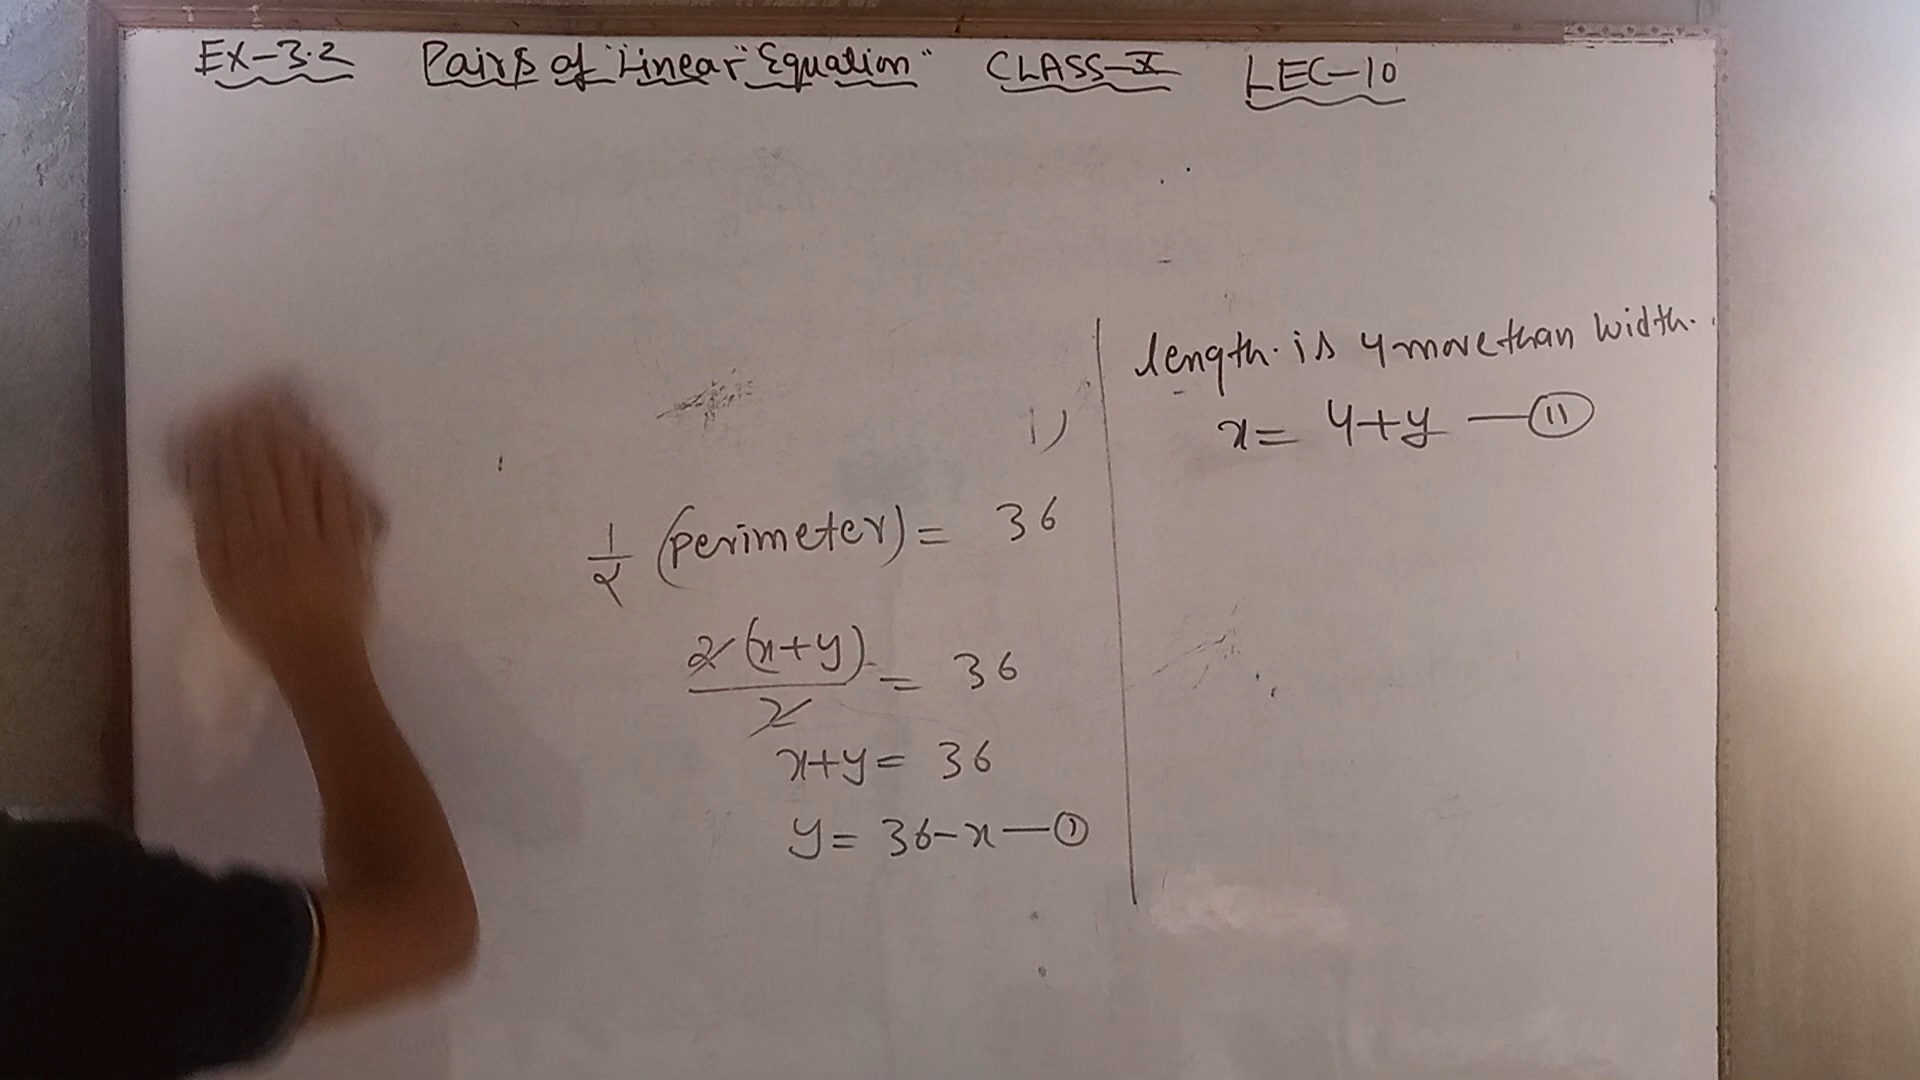 EX-3.2 Pairs of "Linear" Equation" CLASS-X LEC-10
length is 4 more than width.
x = 4+y — (11)
1)
1/2 (perimeter) = 36
2(x+y)/2 = 36
x+y = 36
y = 36-x — (1)